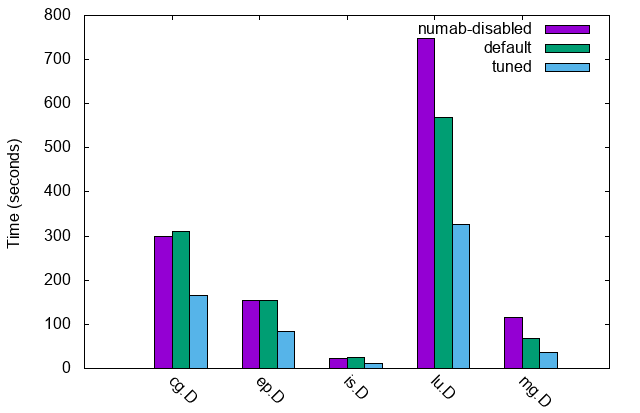 800
700
600
500
400
300
200
100
0
Time (seconds)
numab-disabled
default
tuned
cg.D
ep.D
is.D
lu.D
mg.D